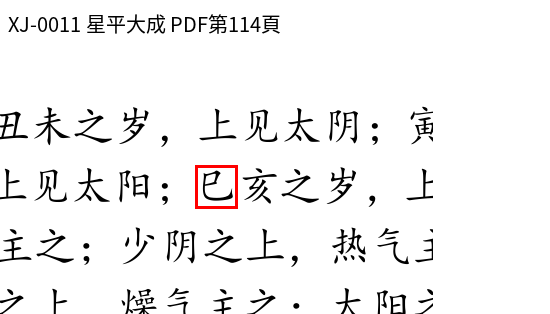 XJ-0011 星平大成 PDF第114頁
丑未之岁，上见太阴；寅
上见太阳；巳亥之岁，上
主之；少阴之上，热气主
之上，燥气主之；太阳之